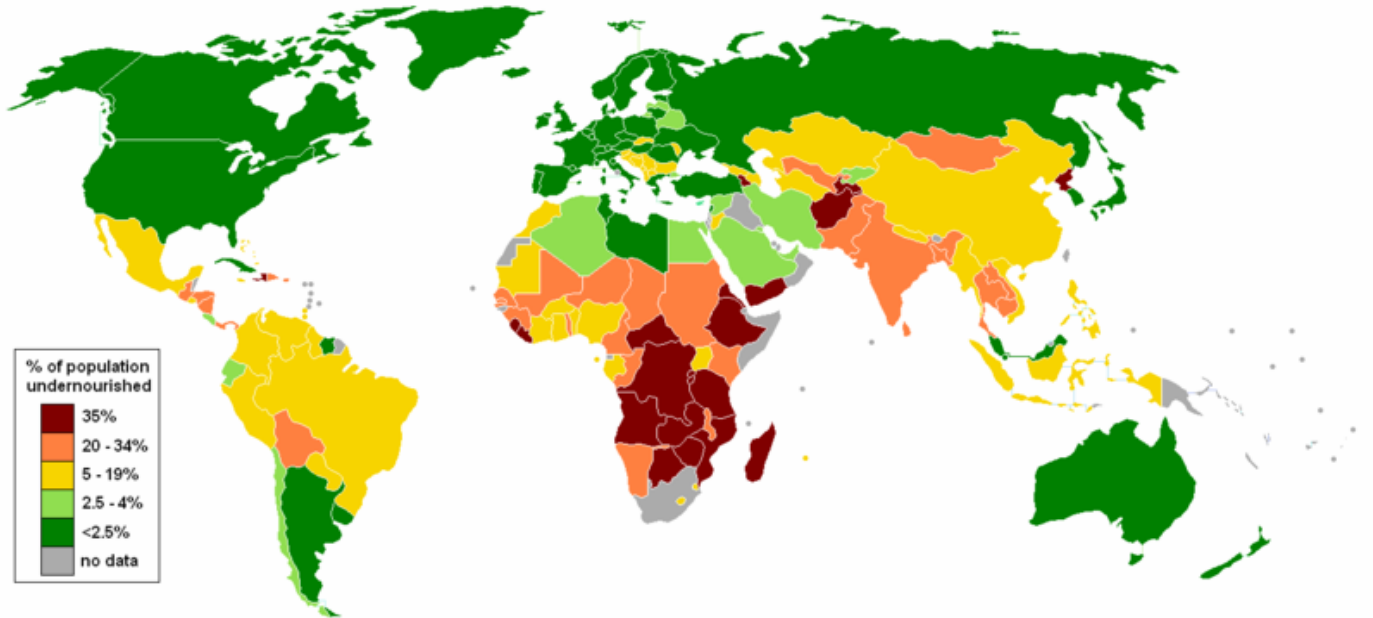 % of population
undernourished
35%
20 - 34%
5 - 19%
2.5 - 4%
<2.5%
no data